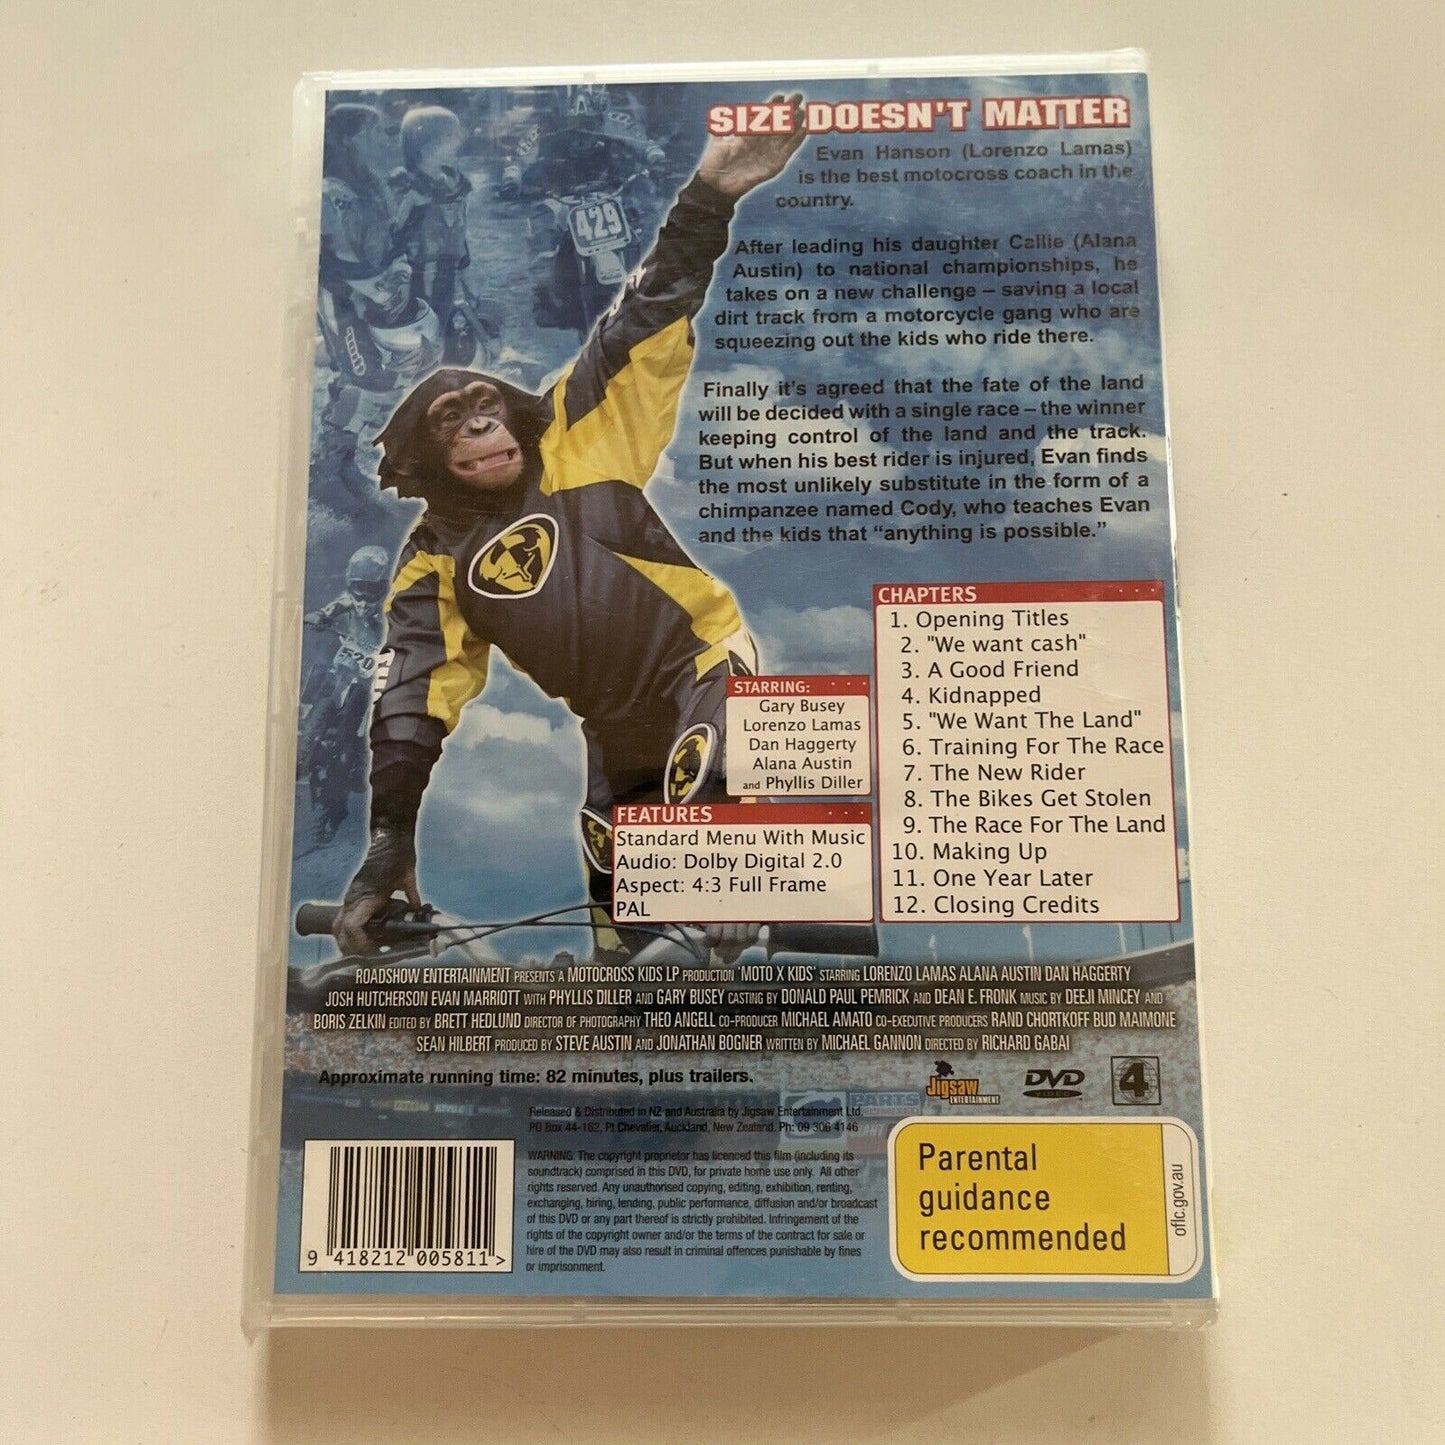 SIZE DOESN'T MATTER
Evan Hanson (Lorenzo Lamas)
is the best motocross coach in the
country.
After leading his daughter Callie (Alana
Austin) to national championships, he
takes on a new challenge – saving a local
dirt track from a motorcycle gang who are
squeezing out the kids who ride there.
Finally it's agreed that the fate of the land
will be decided with a single race – the winner
keeping control of the land and the track.
But when his best rider is injured, Evan finds
the most unlikely substitute in the form of a
chimpanzee named Cody, who teaches Evan
and the kids that “anything is possible.”
429
520
CHAPTERS
1. Opening Titles
2. "We want cash"
3. A Good Friend
4. Kidnapped
5. "We Want The Land"
6. Training For The Race
7. The New Rider
8. The Bikes Get Stolen
9. The Race For The Land
10. Making Up
11. One Year Later
12. Closing Credits
STARRING:
Gary Busey
Lorenzo Lamas
Dan Haggerty
Alana Austin
and Phyllis Diller
FEATURES
Standard Menu With Music
Audio: Dolby Digital 2.0
Aspect: 4:3 Full Frame
PAL
ROADSHOW ENTERTAINMENT PRESENTS A MOTOCROSS KIDS LP PRODUCTION 'MOTO X KIDS' STARRING LORENZO LAMAS ALANA AUSTIN DAN HAGGERTY
JOSH HUTCHERSON EVAN MARRIOTT WITH PHYLLIS DILLER AND GARY BUSEY CASTING BY DONALD PAUL PEMRICK AND DEAN E. FRONK MUSIC BY DEEJI MINCEY AND
BORIS ZELKIN EDITED BY BRETT HEDLUND DIRECTOR OF PHOTOGRAPHY THEO ANGELL CO-PRODUCER MICHAEL AMATO CO-EXECUTIVE PRODUCERS RAND CHORTKOFF BUD MAIMONE
SEAN HILBERT PRODUCED BY STEVE AUSTIN AND JONATHAN BOGNER WRITTEN BY MICHAEL GANNON DIRECTED BY RICHARD GABAI
Approximate running time: 82 minutes, plus trailers.
Jigsaw
ENTERTAINMENT
DVD
VIDEO
4
Released & Distributed in NZ and Australia by Jigsaw Entertainment Ltd.
PO Box 44-162, Pt Chevalier, Auckland, New Zealand. Ph: 09 306 4146
PARTS
WARNING: The copyright proprietor has licenced this film (including its
soundtrack) comprised in this DVD, for private home use only. All other
rights reserved. Any unauthorised copying, editing, exhibition, renting,
exchanging, hiring, lending, public performance, diffusion and/or broadcast
of this DVD or any part thereof is strictly prohibited. Infringement of the
rights of the copyright owner and/or the terms of the contract for sale or
hire of the DVD may also result in criminal offences punishable by fines
or imprisonment.
9 418212 005811 >
Parental
guidance
recommended
oflc.gov.au